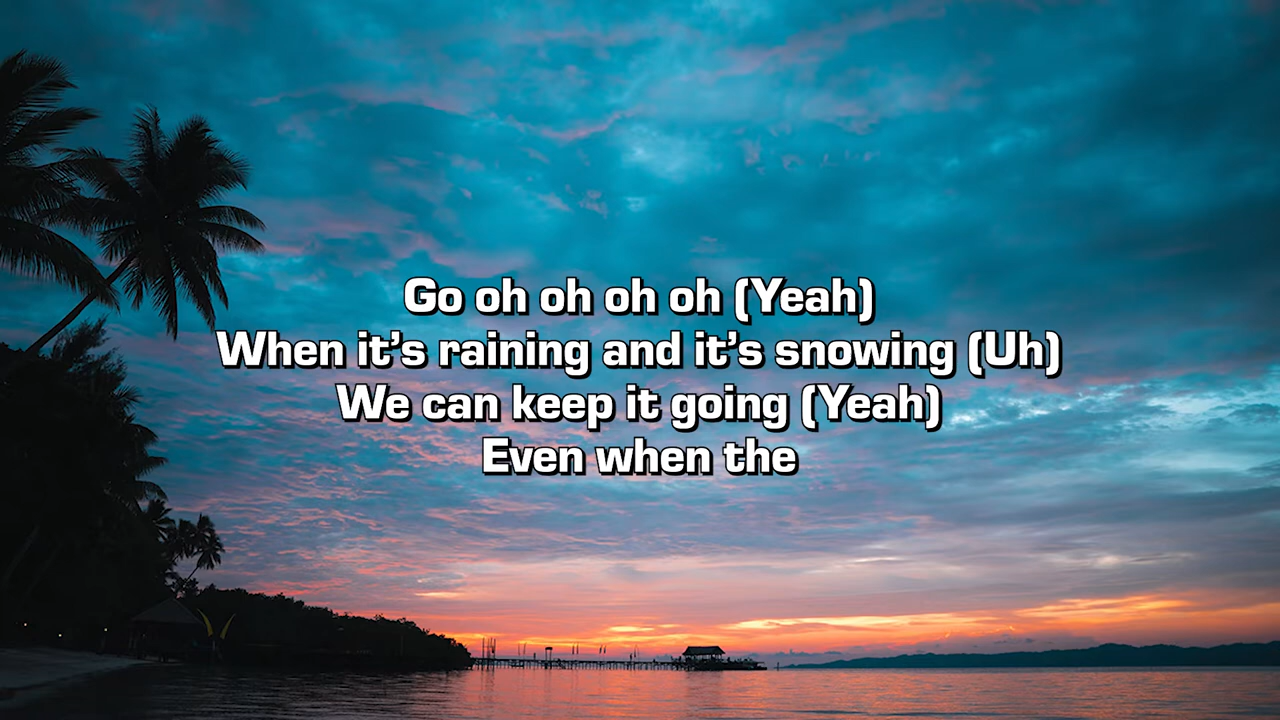 Go oh oh oh oh (Yeah)
When it’s raining and it’s snowing (Uh)
We can keep it going (Yeah)
Even when the